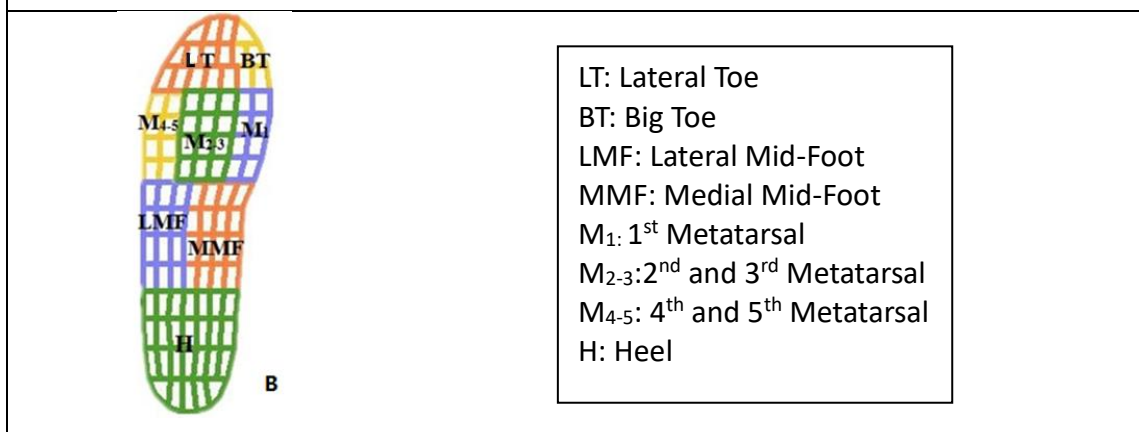 LT BT
M4-5 M2-3 M1
LMF
MMF
H
B
LT: Lateral Toe
BT: Big Toe
LMF: Lateral Mid-Foot
MMF: Medial Mid-Foot
M1: 1st Metatarsal
M2-3:2nd and 3rd Metatarsal
M4-5: 4th and 5th Metatarsal
H: Heel